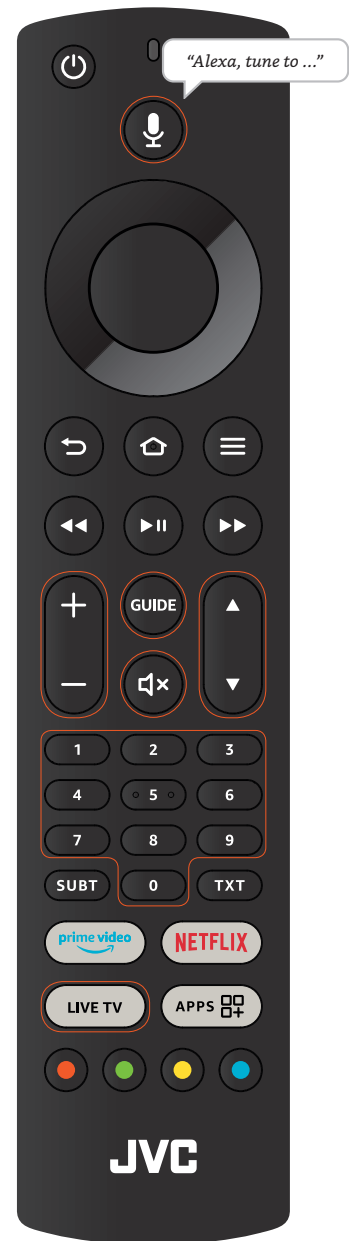 “Alexa, tune to ...”
GUIDE
1 2 3
4 5 6
7 8 9
SUBT 0 TXT
prime video NETFLIX
LIVE TV APPS
JVC